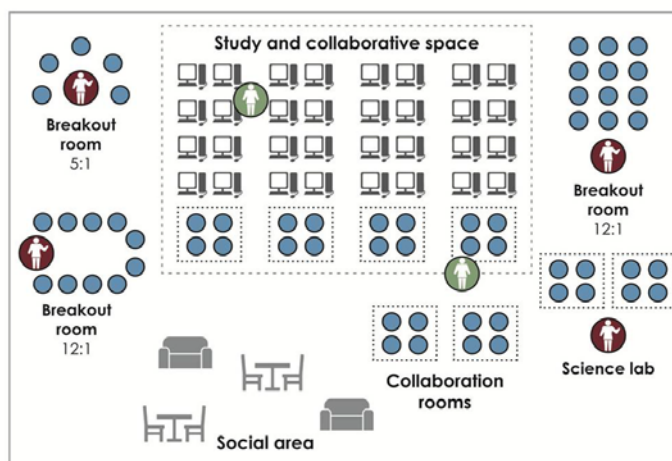 Study and collaborative space
Breakout
room
5:1
Breakout
room
12:1
Breakout
room
12:1
Science lab
Collaboration
rooms
Social area